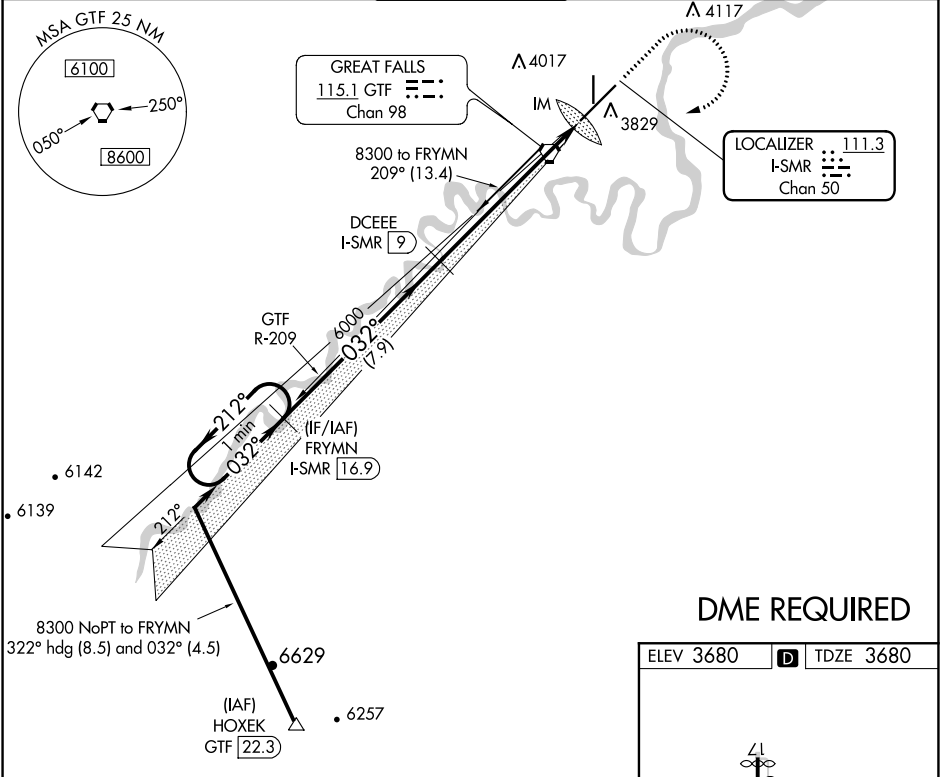 MSA GTF 25 NM
6100
250°
050°
8600
GREAT FALLS
115.1 GTF
Chan 98
4017
4117
IM
3829
LOCALIZER 111.3
I-SMR
Chan 50
8300 to FRYMN
209° (13.4)
DCEEE
I-SMR 9
GTF
R-209
6000
032°
(7.9)
212°
1 min
032°
(IF/IAF)
FRYMN
I-SMR 16.9
6142
6139
212°
8300 NoPT to FRYMN
322° hdg (8.5) and 032° (4.5)
6629
(IAF)
HOXEK
GTF 22.3
6257
DME REQUIRED
ELEV 3680 D TDZE 3680
17